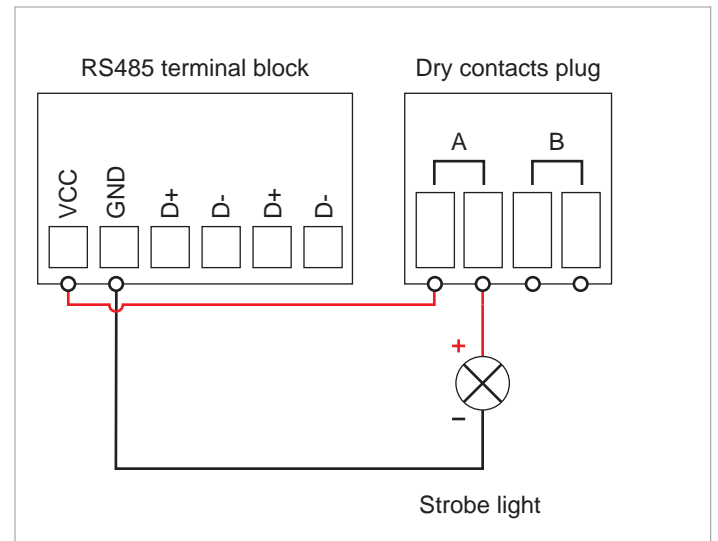 RS485 terminal block
Dry contacts plug
A
B
VCC
GND
D+
D-
D+
D-
+
–
Strobe light